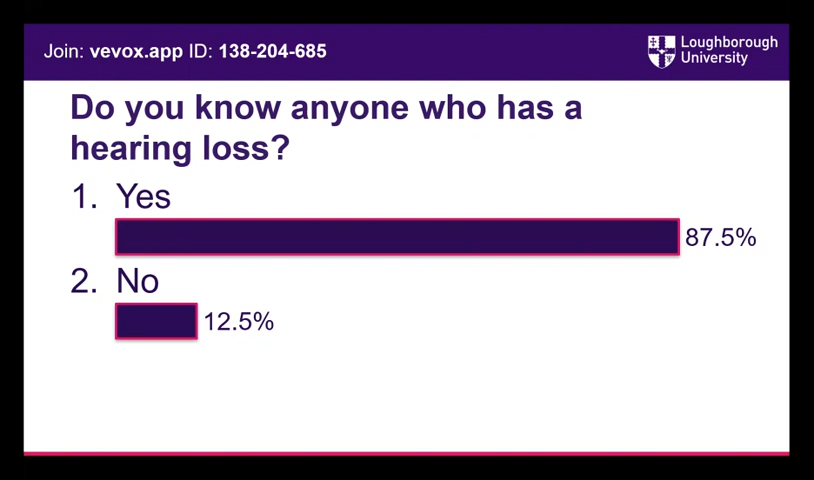 Join: vevox.app ID: 138-204-685
Loughborough
University
Do you know anyone who has a
hearing loss?
1. Yes
87.5%
2. No
12.5%